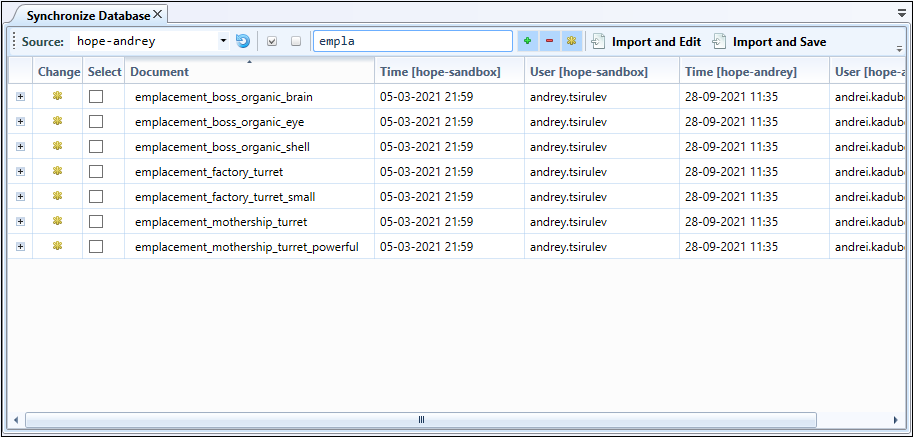 Synchronize Database
Source: hope-andrey empla Import and Edit Import and Save
Change Select Document Time [hope-sandbox] User [hope-sandbox] Time [hope-andrey] User [hope-a
emplacement_boss_organic_brain 05-03-2021 21:59 andrey.tsirulev 28-09-2021 11:35 andrei.kadub
emplacement_boss_organic_eye 05-03-2021 21:59 andrey.tsirulev 28-09-2021 11:35 andrei.kadub
emplacement_boss_organic_shell 05-03-2021 21:59 andrey.tsirulev 28-09-2021 11:35 andrei.kadub
emplacement_factory_turret 05-03-2021 21:59 andrey.tsirulev 28-09-2021 11:35 andrei.kadub
emplacement_factory_turret_small 05-03-2021 21:59 andrey.tsirulev 28-09-2021 11:35 andrei.kadub
emplacement_mothership_turret 05-03-2021 21:59 andrey.tsirulev 28-09-2021 11:35 andrei.kadub
emplacement_mothership_turret_powerful 05-03-2021 21:59 andrey.tsirulev 28-09-2021 11:35 andrei.kadub